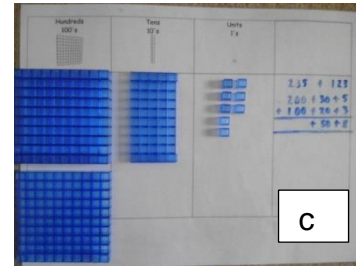 Hundreds
100's
Tens
10's
Units
1's
235 + 123
200 + 30 + 5
+ 100 + 20 + 3
+ 50 + 8
C